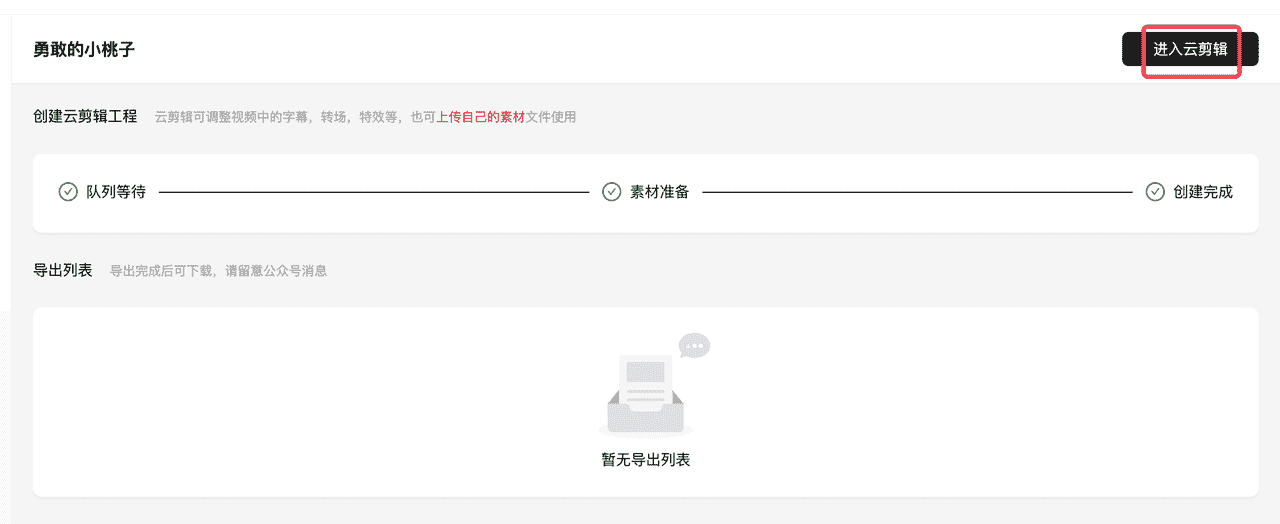 勇敢的小桃子
进入云剪辑
创建云剪辑工程 云剪辑可调整视频中的字幕，转场，特效等，也可上传自己的素材文件使用
队列等待 素材准备 创建完成
导出列表 导出完成后可下载，请留意公众号消息
暂无导出列表